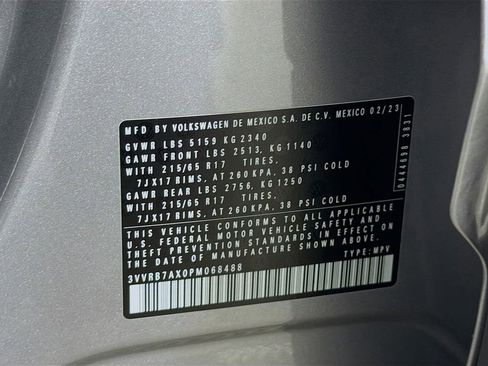 MFD BY VOLKSWAGEN DE MEXICO S.A. DE C.V. MEXICO 02/23
GVWR LBS 5159 KG 2340
GAWR FRONT LBS 2513, KG 1140
WITH 215/65 R17 TIRES.
7JX17 RIMS, AT 260 KPA, 38 PSI COLD
GAWR REAR LBS 2756, KG 1250
WITH 215/65 R17 TIRES.
7JX17 RIMS, AT 260 KPA, 38 PSI COLD
THIS VEHICLE CONFORMS TO ALL APPLICABLE
U.S. FEDERAL MOTOR VEHICLE SAFETY AND
THEFT PREVENTION STANDARDS IN EFFECT ON
THE DATE OF MANUFACTURE SHOWN ABOVE.
3VVRB7AX0PM068488 TYPE: MPV